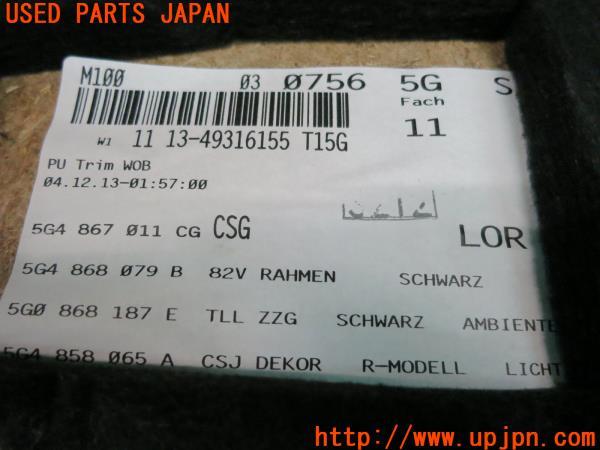 USED PARTS JAPAN
M100 03 0756 5G S
Fach
11
W1 11 13-49316155 T15G
PU Trim WOB
04.12.13-01:57:00
5G4 867 011 CG CSG LOR
5G4 868 079 B 82V RAHMEN SCHWARZ
5G0 868 187 E TLL ZZG SCHWARZ AMBIENTE
5G4 858 065 A CSJ DEKOR R-MODELL LICHT
http://www.upjpn.com